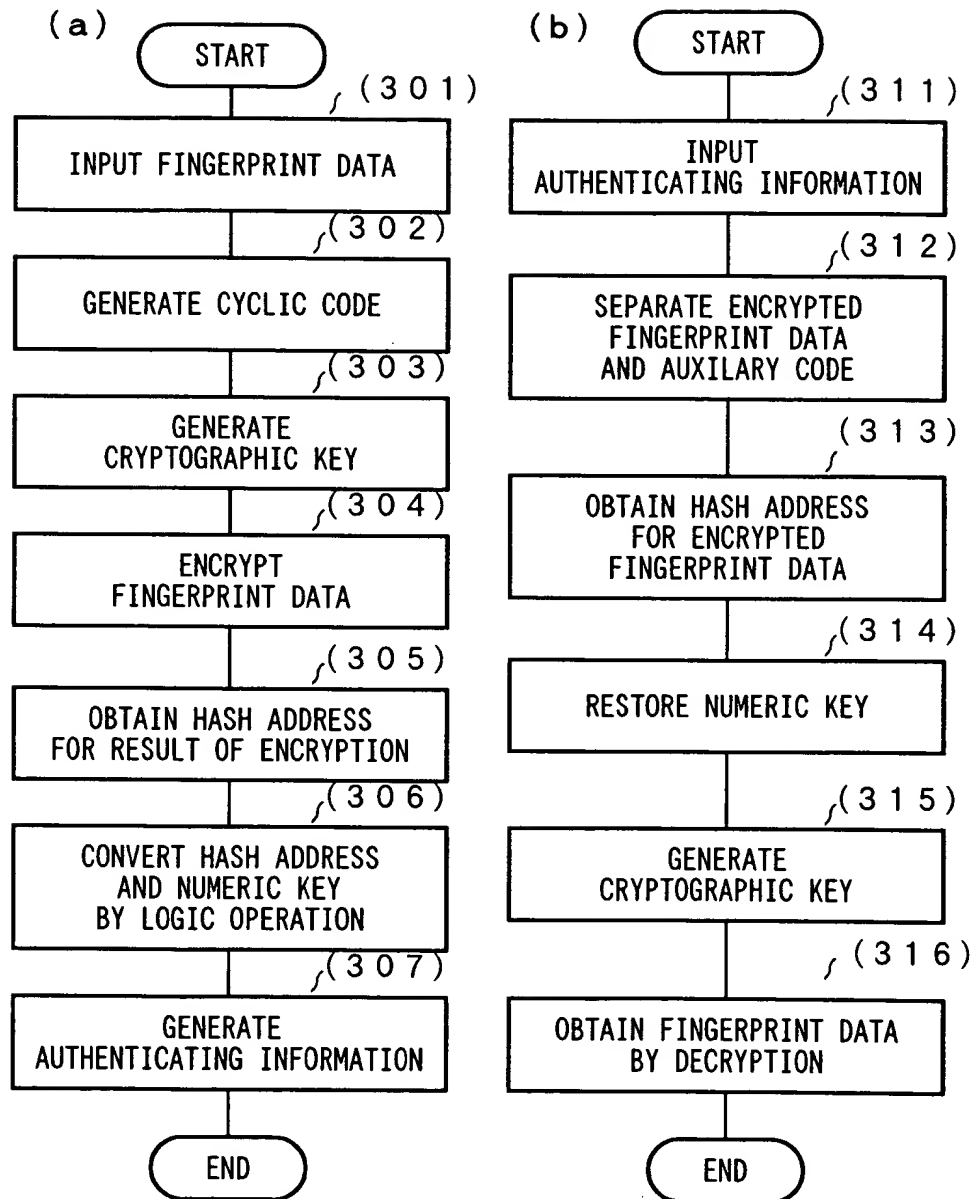 (a)
START
(301)
INPUT FINGERPRINT DATA
(302)
GENERATE CYCLIC CODE
(303)
GENERATE
CRYPTOGRAPHIC KEY
(304)
ENCRYPT
FINGERPRINT DATA
(305)
OBTAIN HASH ADDRESS
FOR RESULT OF ENCRYPTION
(306)
CONVERT HASH ADDRESS
AND NUMERIC KEY
BY LOGIC OPERATION
(307)
GENERATE
AUTHENTICATING INFORMATION
END
(b)
START
(311)
INPUT
AUTHENTICATING INFORMATION
(312)
SEPARATE ENCRYPTED
FINGERPRINT DATA
AND AUXILARY CODE
(313)
OBTAIN HASH ADDRESS
FOR ENCRYPTED
FINGERPRINT DATA
(314)
RESTORE NUMERIC KEY
(315)
GENERATE
CRYPTOGRAPHIC KEY
(316)
OBTAIN FINGERPRINT DATA
BY DECRYPTION
END